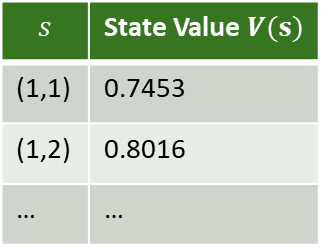 s State Value V(s)
(1,1) 0.7453
(1,2) 0.8016
... ...